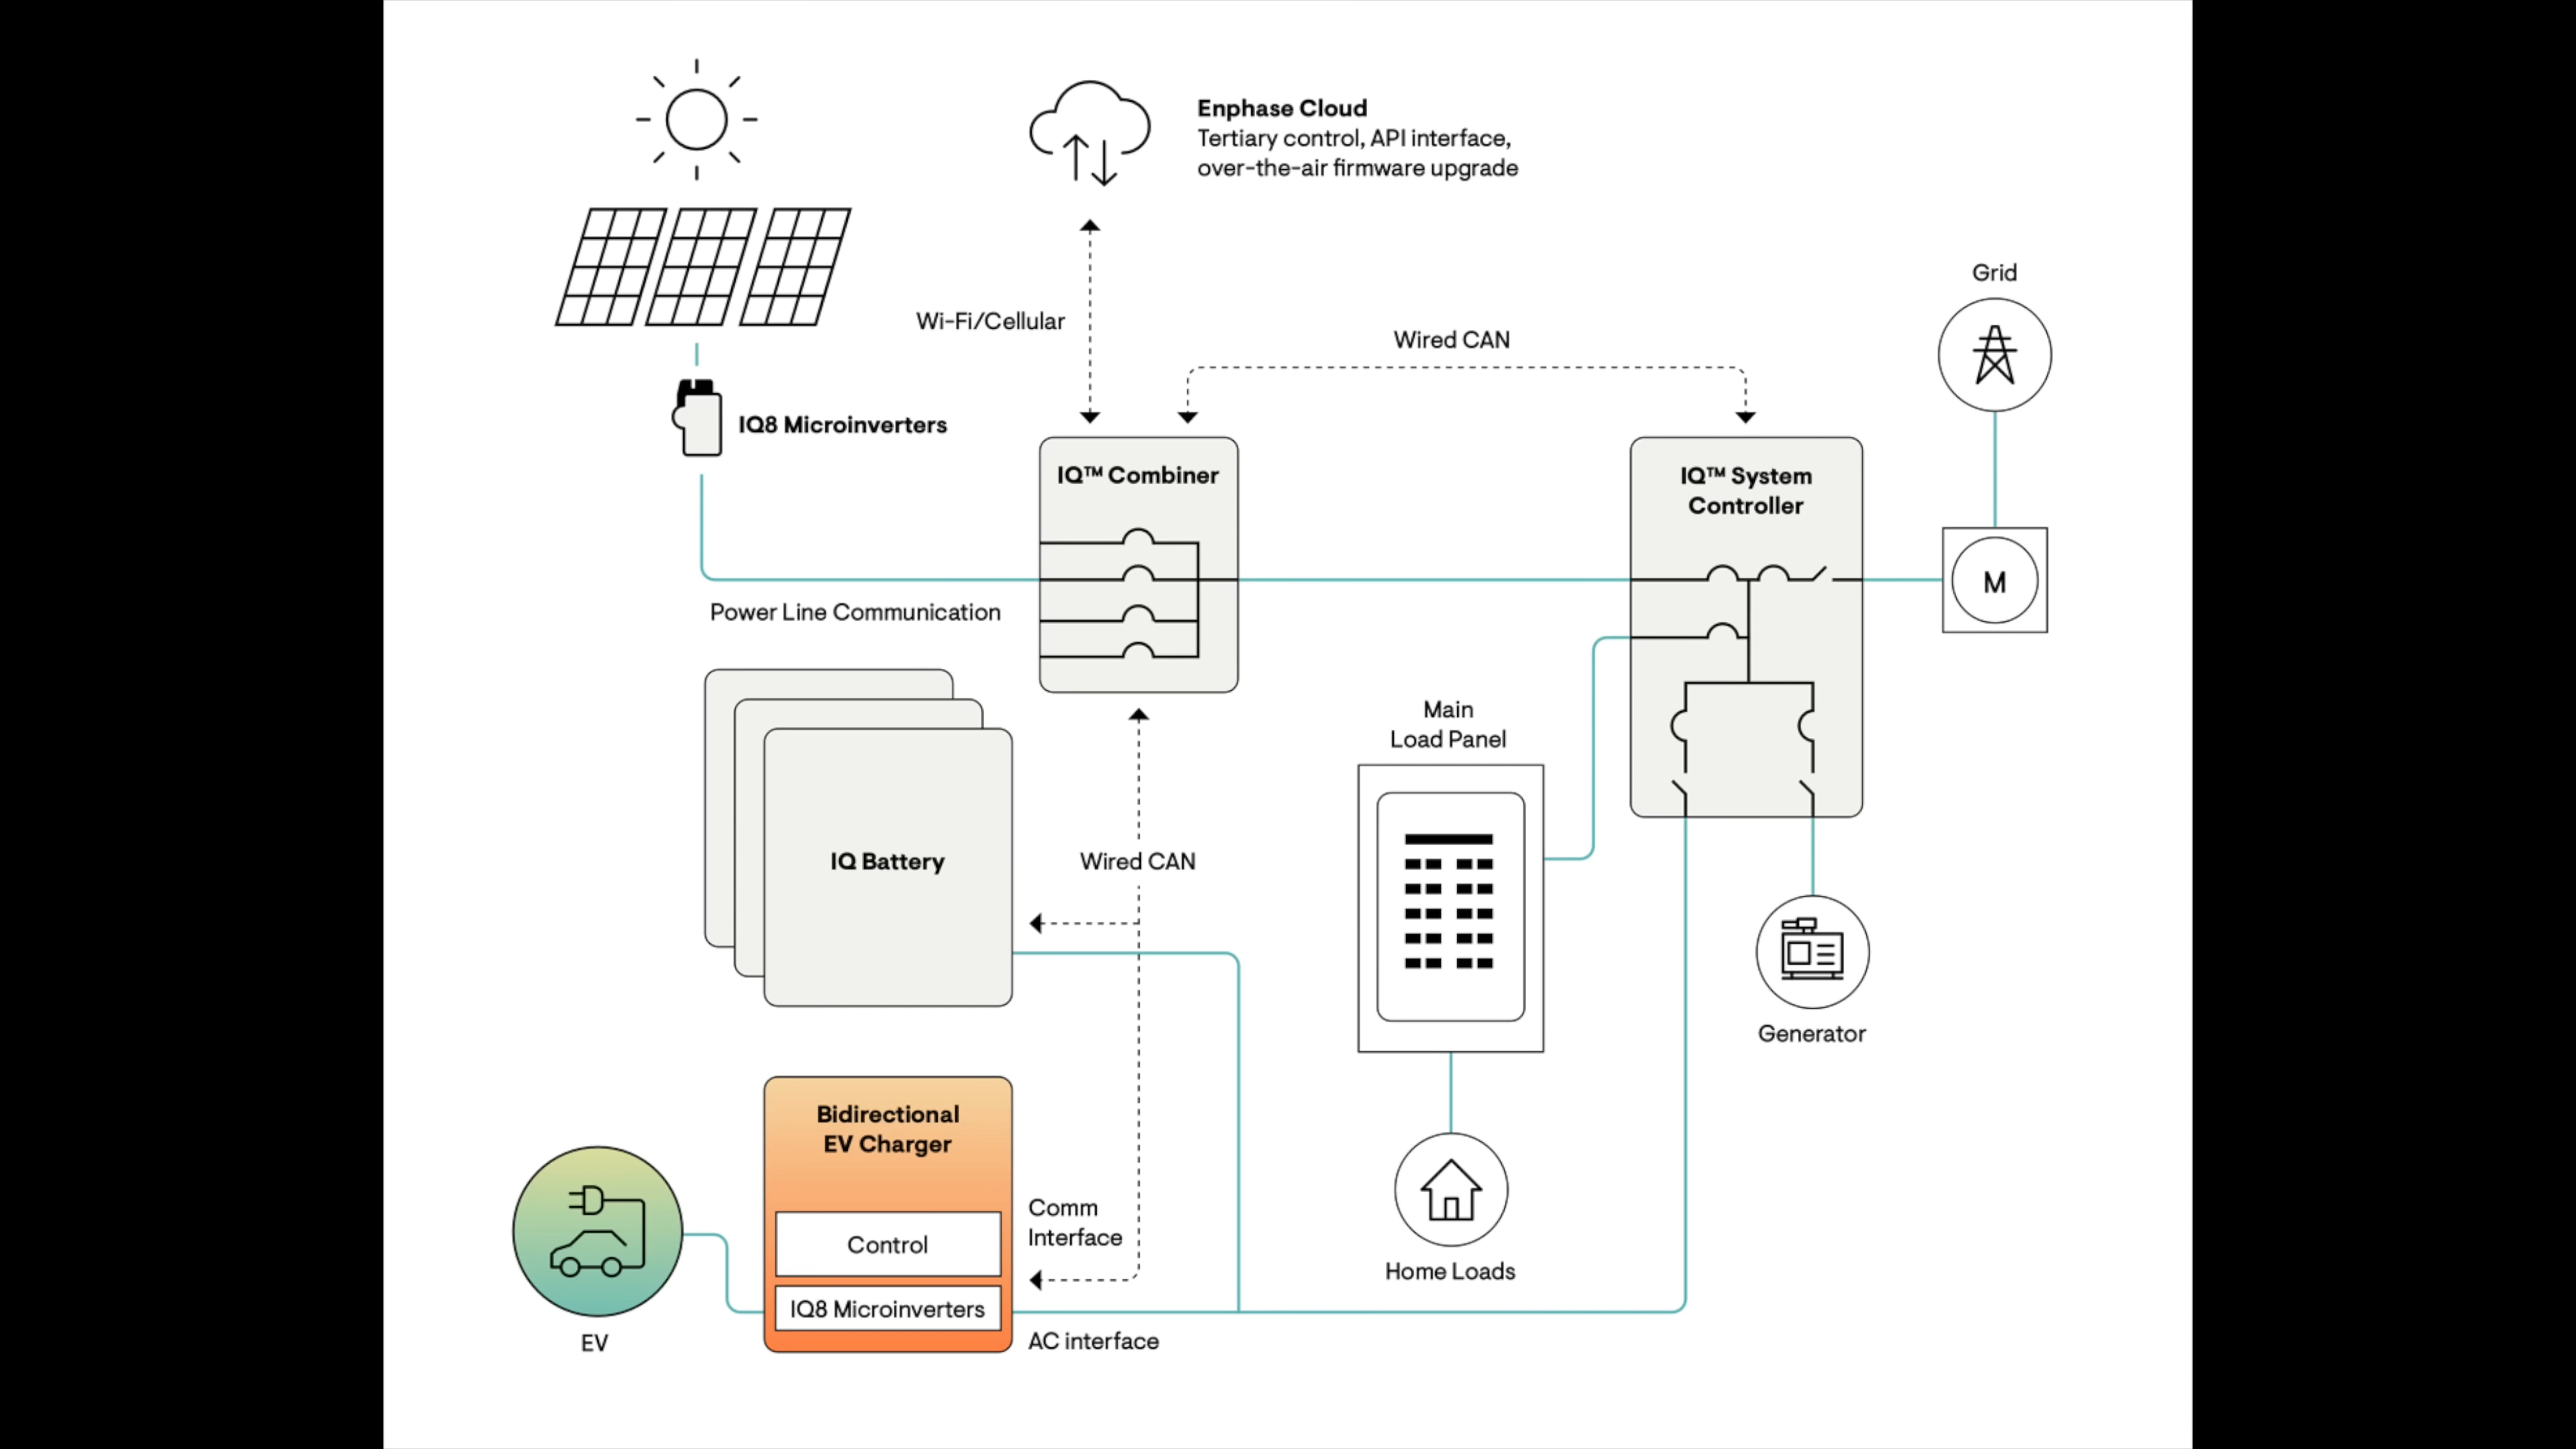 Enphase Cloud
Tertiary control, API interface,
over-the-air firmware upgrade
Grid
Wi-Fi/Cellular
Wired CAN
IQ8 Microinverters
IQ™ Combiner
IQ™ System
Controller
M
Power Line Communication
Main
Load Panel
IQ Battery
Wired CAN
Generator
Bidirectional
EV Charger
Comm
Interface
Control
Home Loads
IQ8 Microinverters
EV
AC interface